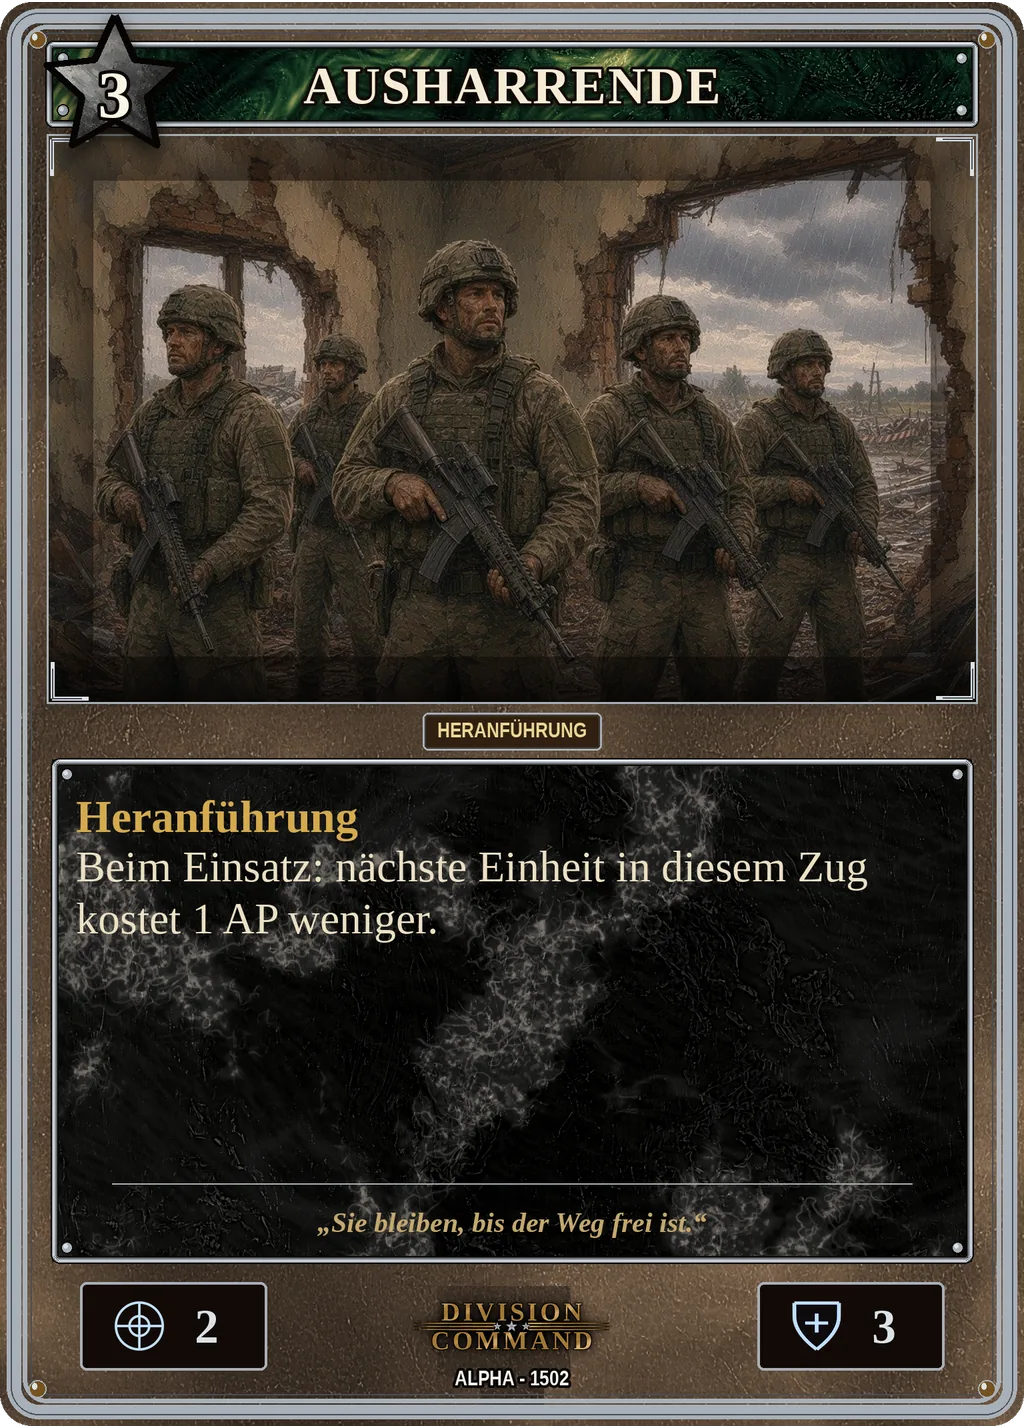 3
AUSHARRENDE
HERANFÜHRUNG
Heranführung
Beim Einsatz: nächste Einheit in diesem Zug
kostet 1 AP weniger.
„Sie bleiben, bis der Weg frei ist.“
2
DIVISION
COMMAND
ALPHA - 1502
3